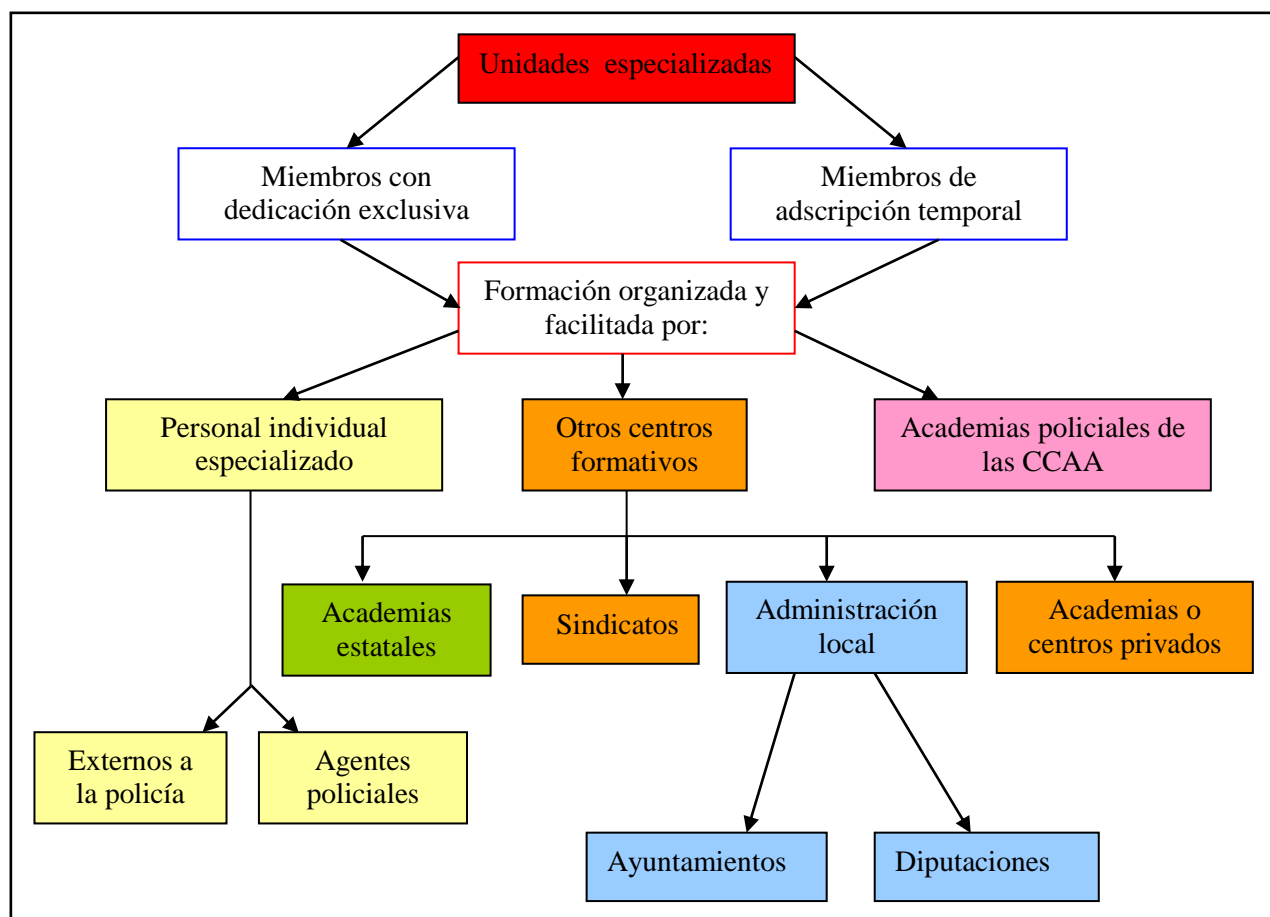 Unidades especializadas
Miembros con
dedicación exclusiva
Miembros de
adscripción temporal
Formación organizada y
facilitada por:
Personal individual
especializado
Otros centros
formativos
Academias policiales de
las CCAA
Academias
estatales
Sindicatos
Administración
local
Academias o
centros privados
Externos a
la policía
Agentes
policiales
Ayuntamientos
Diputaciones